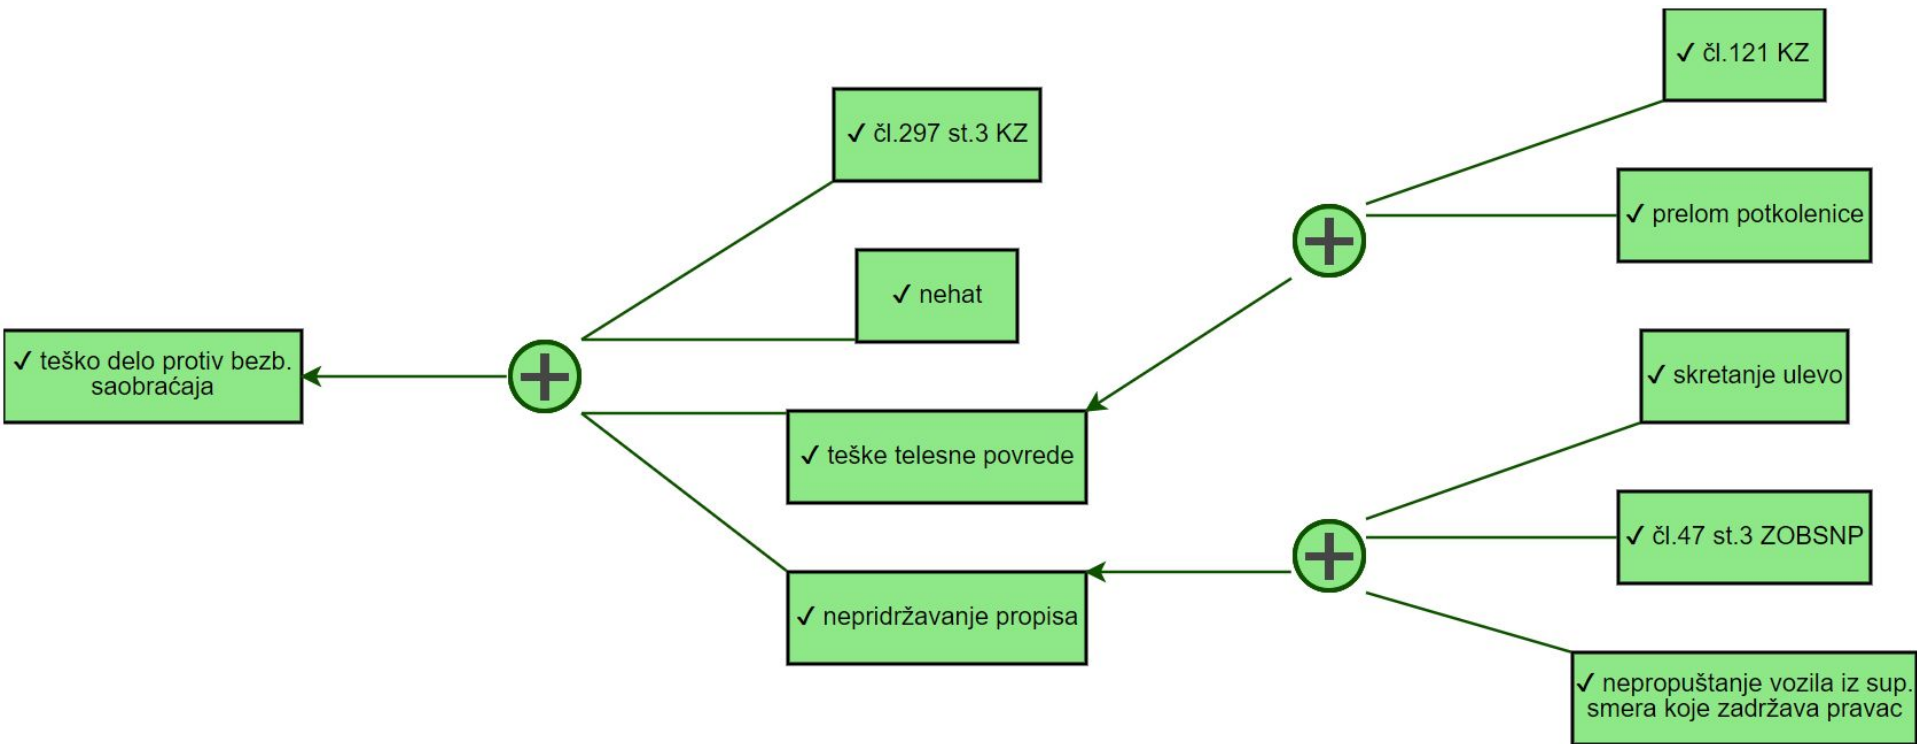 ✓ čl.121 KZ
✓ čl.297 st.3 KZ
✓ prelom potkolenice
✓ nehat
✓ teško delo protiv bezb.
saobraćaja
✓ skretanje ulevo
✓ teške telesne povrede
✓ čl.47 st.3 ZOBSNP
✓ nepridržavanje propisa
✓ nepropuštanje vozila iz sup.
smera koje zadržava pravac